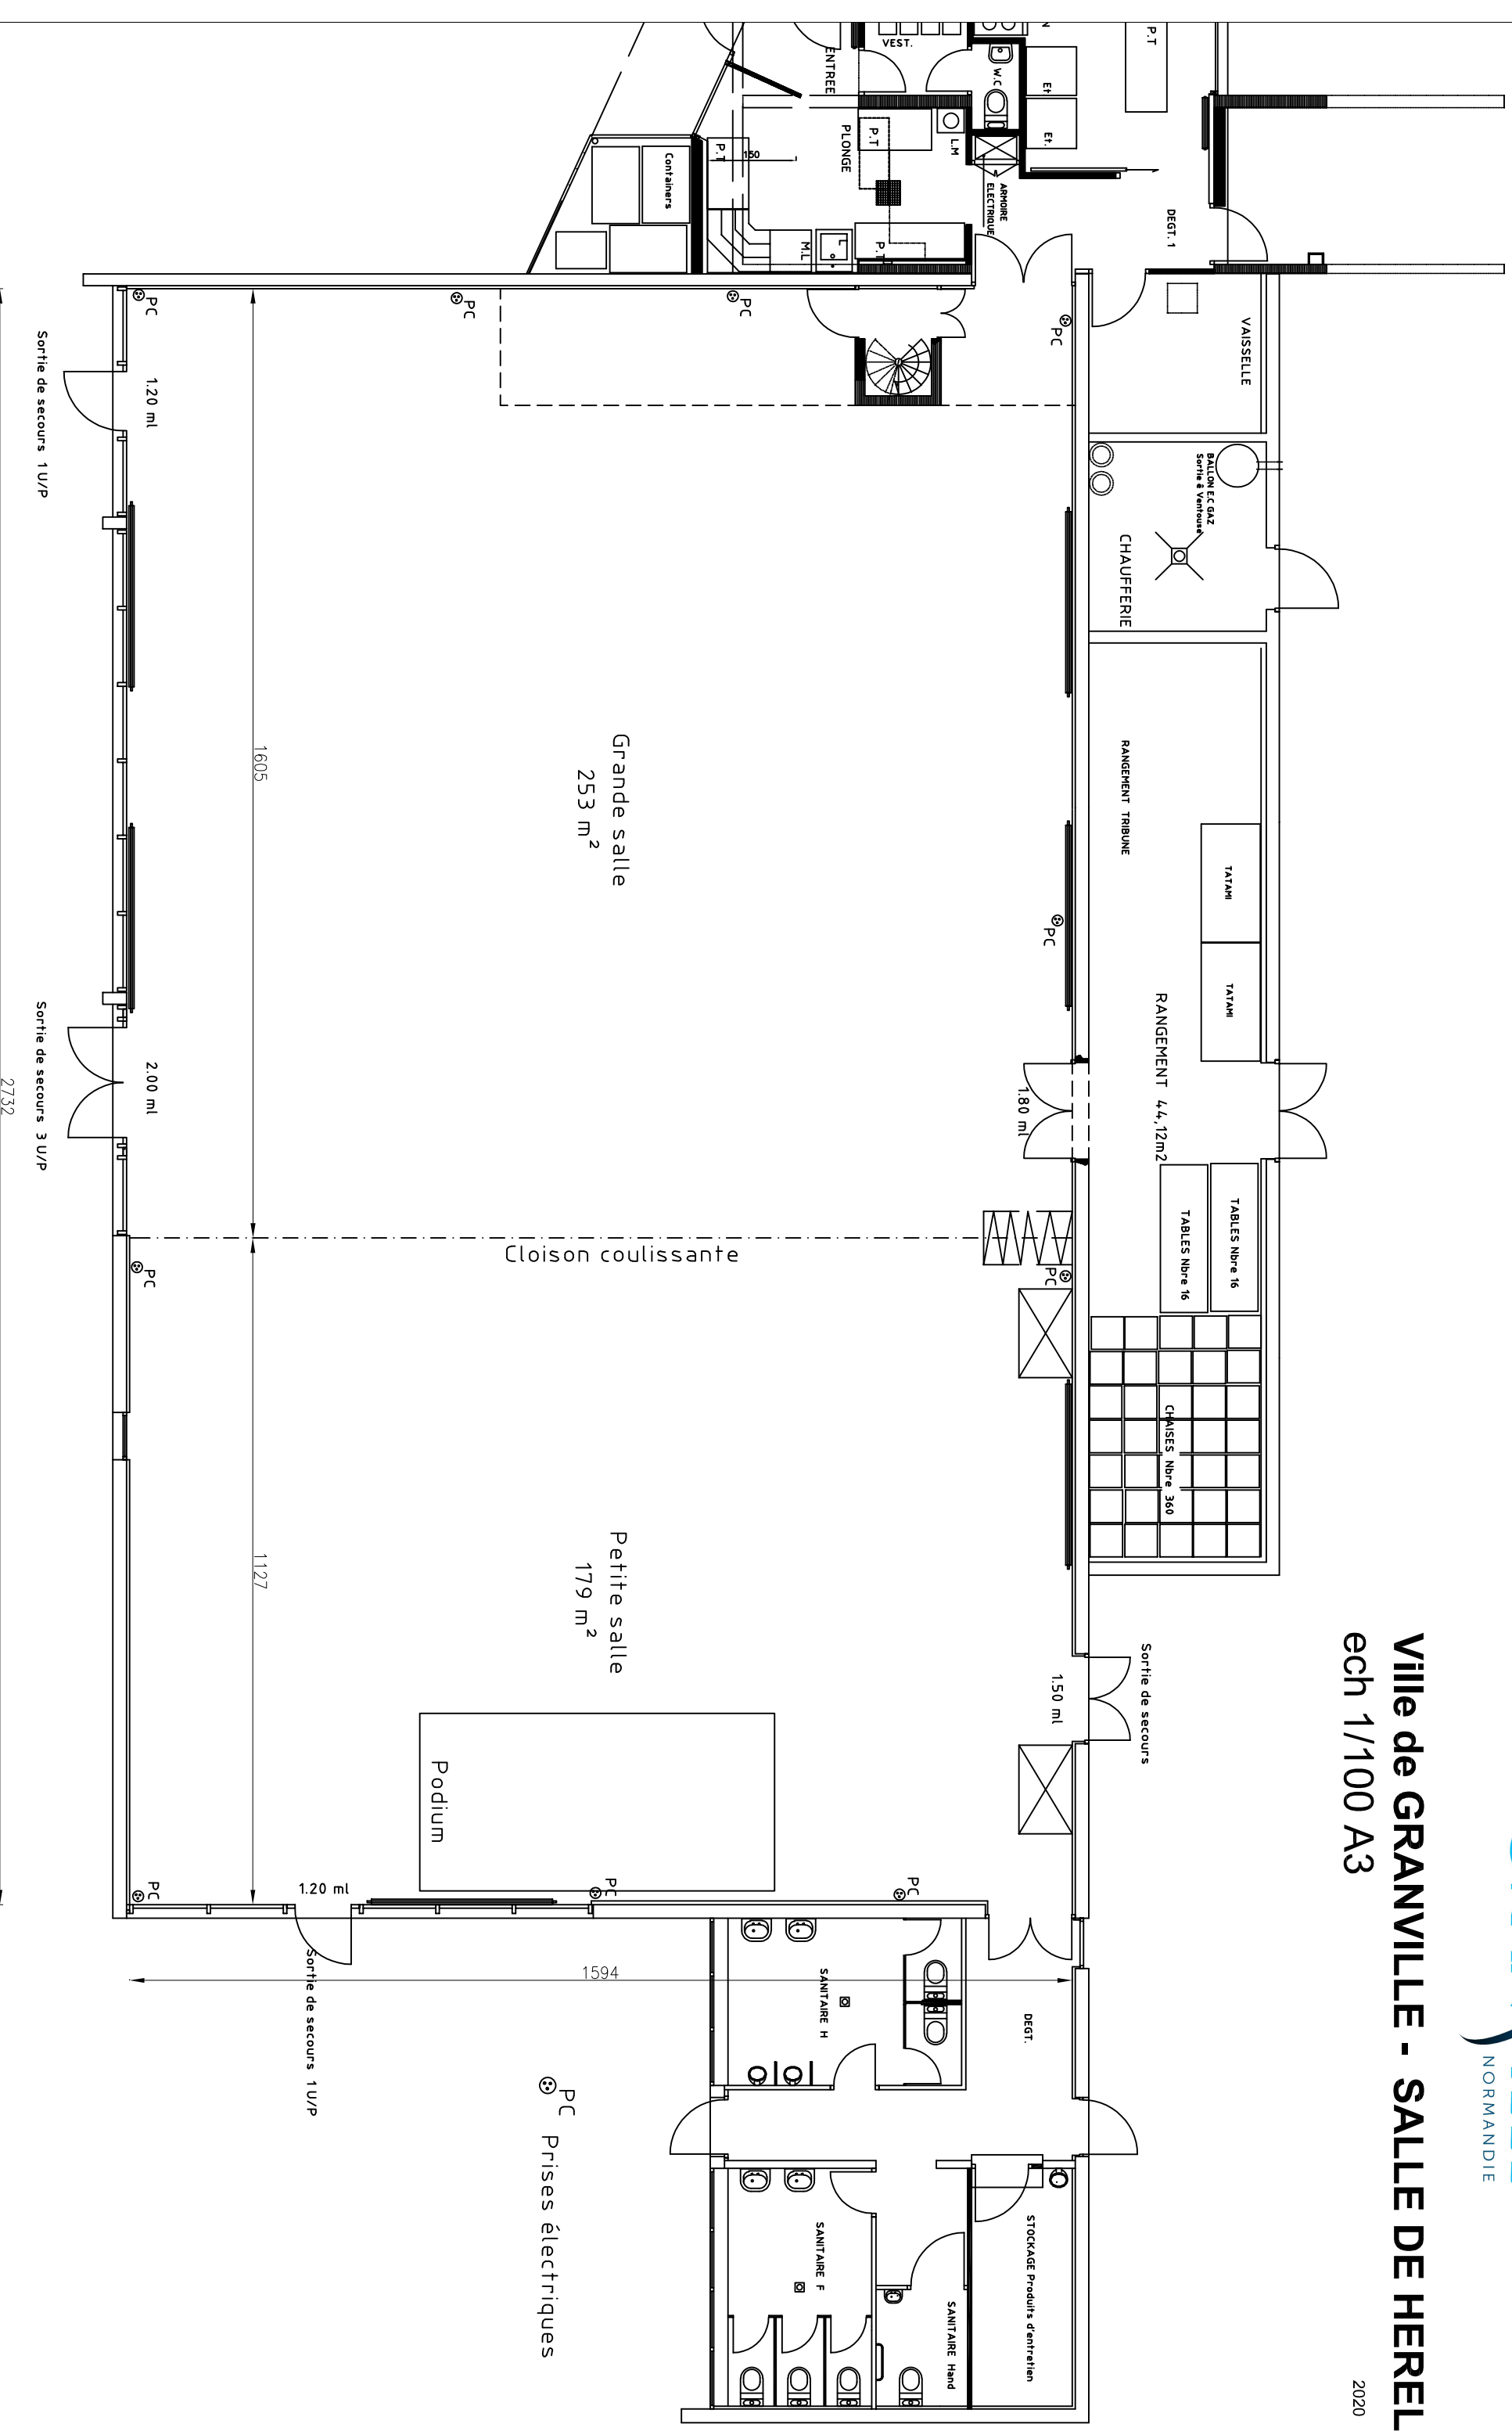 Ville de GRANVILLE - SALLE DE HEREL
ech 1/100 A3
2020
NORMANDIE
P.T
VEST.
ENTREE
W.C
Et
Et.
PLONGE
P.T
L.M
ARMOIRE
ELECTRIQUE
DEGT. 1
Containers
P.T
150
M.L
L
P.T
VAISSELLE
PC
PC
PC
PC
Sortie de secours 1U/P
1.20 ml
BALLON E.C GAZ
Sortie ê Ventouse
CHAUFFERIE
1605
Grande salle
253 m²
RANGEMENT TRIBUNE
TATAMI
TATAMI
PC
RANGEMENT 44,12m2
Sortie de secours 3 U/P
2.00 ml
1.80 ml
2732
TABLES Nbre 16
TABLES Nbre 16
Cloison coulissante
PC
PC
CHAISES Nbre 360
1127
Petite salle
179 m²
1.50 ml
Sortie de secours
Podium
PC
1.20 ml
PC
PC
Sortie de secours 1U/P
1594
SANITAIRE H
DEGT.
PC Prises électriques
SANITAIRE F
SANITAIRE Hand
STOCKAGE Produits d'entretien